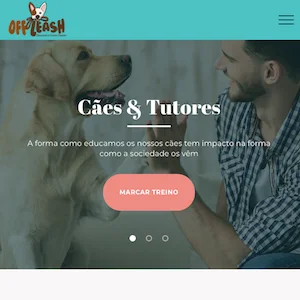 OFF LEASH
Cães & Tutores
A forma como educamos os nossos cães tem impacto na forma
como a sociedade os vêm
MARCAR TREINO